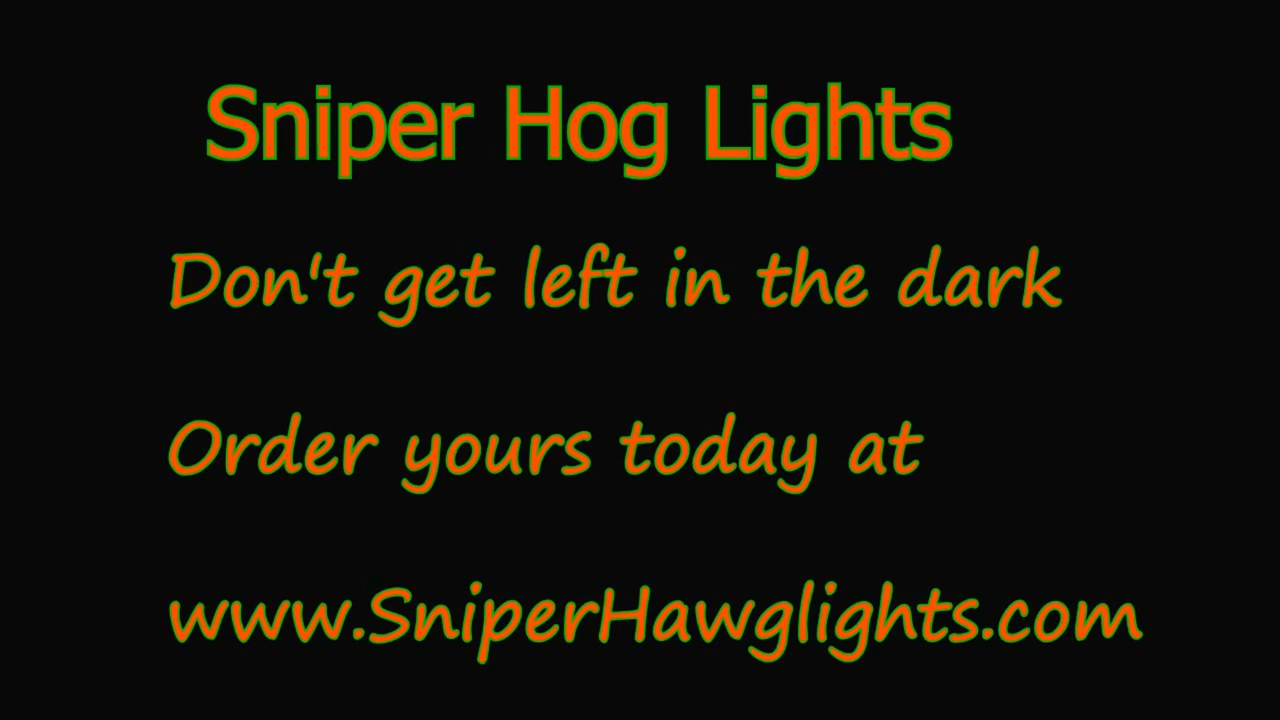 Sniper Hog Lights
Don't get left in the dark
Order yours today at
www.SniperHawglights.com